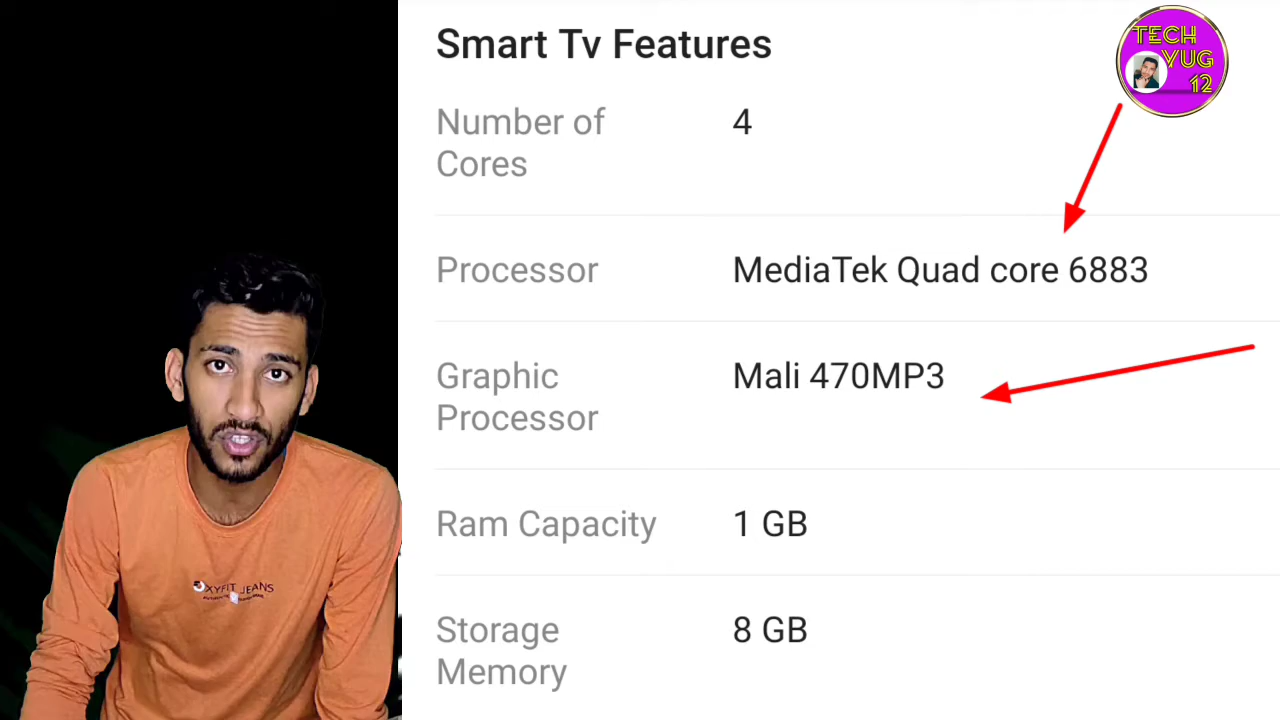 Smart Tv Features
TECH
YUG
12
Number of
Cores
4
Processor
MediaTek Quad core 6883
Graphic
Processor
Mali 470MP3
Ram Capacity
1 GB
Storage
Memory
8 GB
OXYFIT JEANS